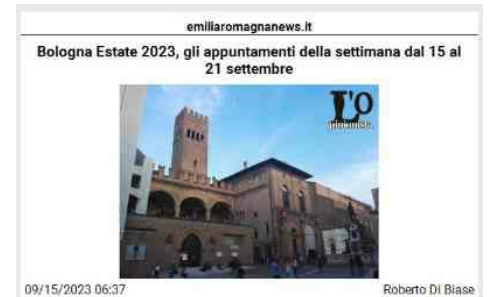 emiliaromagnanews.it
Bologna Estate 2023, gli appuntamenti della settimana dal 15 al
21 settembre
L'O
09/15/2023 06:37
Roberto Di Biase